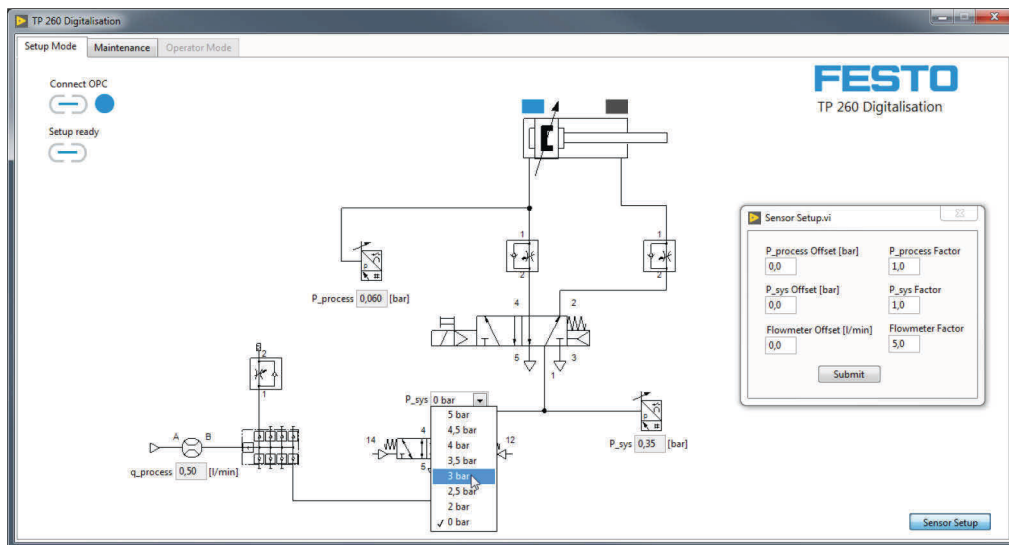 TP 260 Digitalisation
Setup Mode Maintenance Operator Mode
Connect OPC
Setup ready
FESTO
TP 260 Digitalisation
1
2
1
2
P_process 0,060 [bar]
4 2
5 3
1
2
1
A B
q_process 0,50 [l/min]
P_sys 0 bar
5 bar
4,5 bar
4 bar
3,5 bar
3 bar
2,5 bar
2 bar
✓ 0 bar
14 4 12
5
P_sys 0,35 [bar]
Sensor Setup.vi
P_process Offset [bar] P_process Factor
0,0 1,0
P_sys Offset [bar] P_sys Factor
0,0 1,0
Flowmeter Offset [l/min] Flowmeter Factor
0,0 5,0
Submit
Sensor Setup